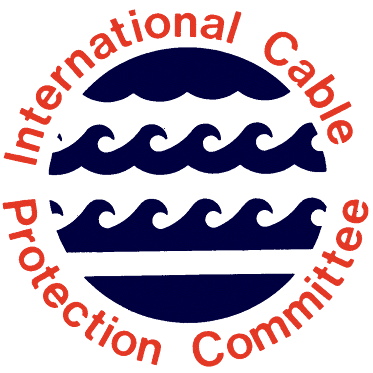 International Cable
Protection Committee